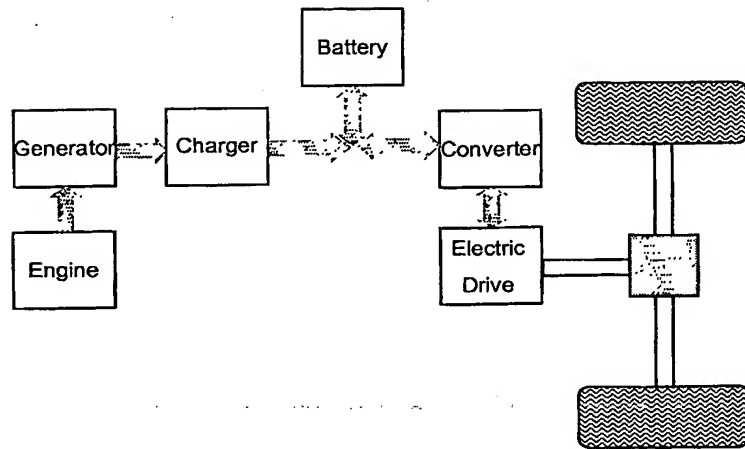 Battery
Generator
Charger
Converter
Engine
Electric
Drive